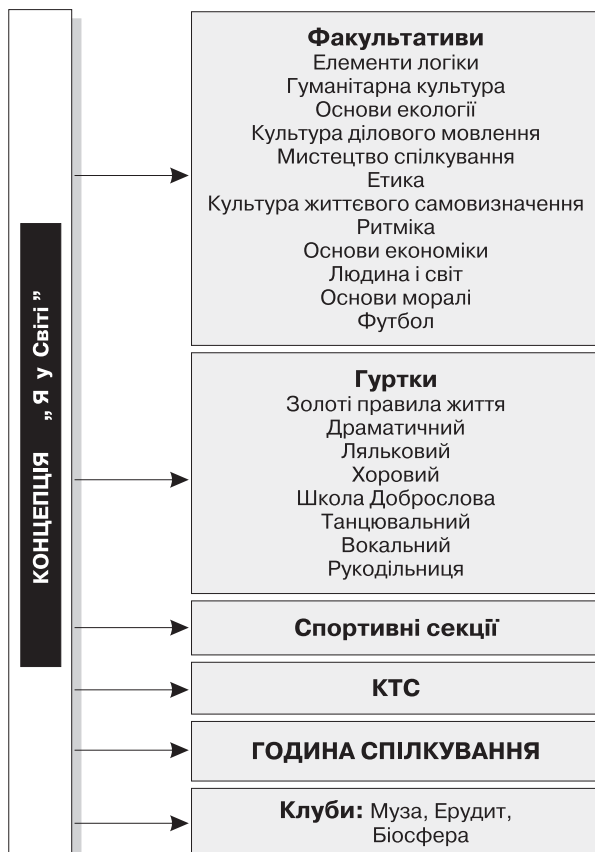 КОНЦЕПЦІЯ „ Я у Світі ”
Факультативи
Елементи логіки
Гуманітарна культура
Основи екології
Культура ділового мовлення
Мистецтво спілкування
Етика
Культура життєвого самовизначення
Ритміка
Основи економіки
Людина і світ
Основи моралі
Футбол
Гуртки
Золоті правила життя
Драматичний
Ляльковий
Хоровий
Школа Доброслова
Танцювальний
Вокальний
Рукодільниця
Спортивні секції
КТС
ГОДИНА СПІЛКУВАННЯ
Клуби: Муза, Ерудит,
Біосфера